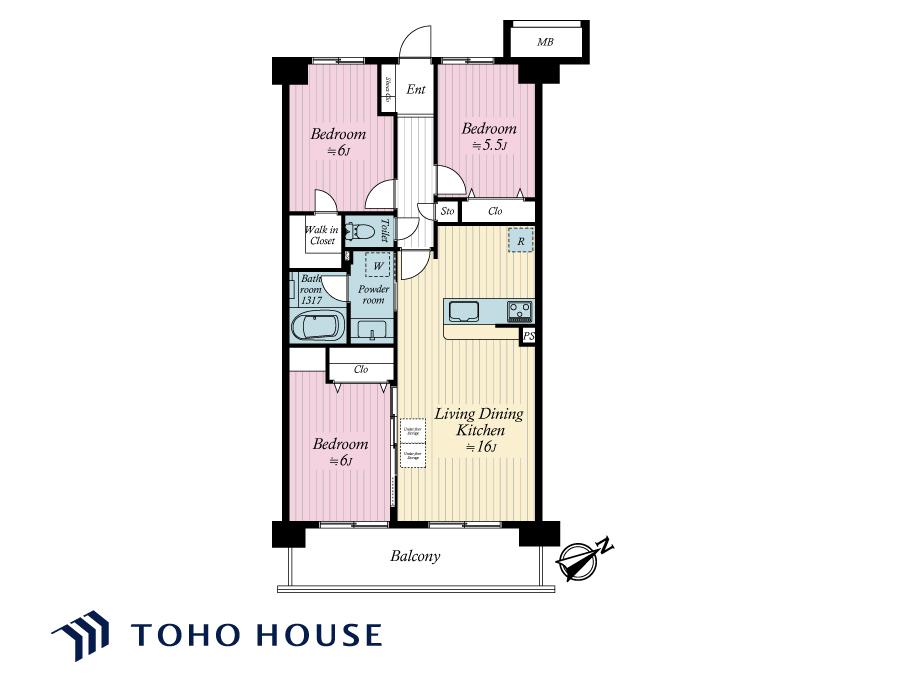 MB
Shoes Clo
Ent
Bedroom
≒6J
Bedroom
≒5.5J
Sto
Clo
Walk in
Closet
Toilet
R
W
Bath
room
1317
Powder
room
PS
Clo
Living Dining
Kitchen
≒16J
Under floor
Storage
Under floor
Storage
Bedroom
≒6J
Balcony
N
TOHO HOUSE